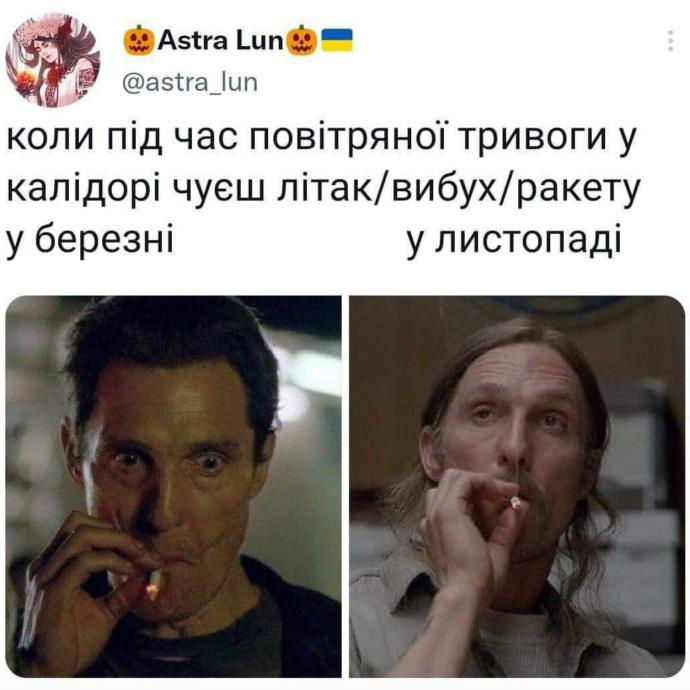 🎃Astra Lun🎃🇺🇦
@astra_lun
коли під час повітряної тривоги у
калідорі чуєш літак/вибух/ракету
у березні у листопаді